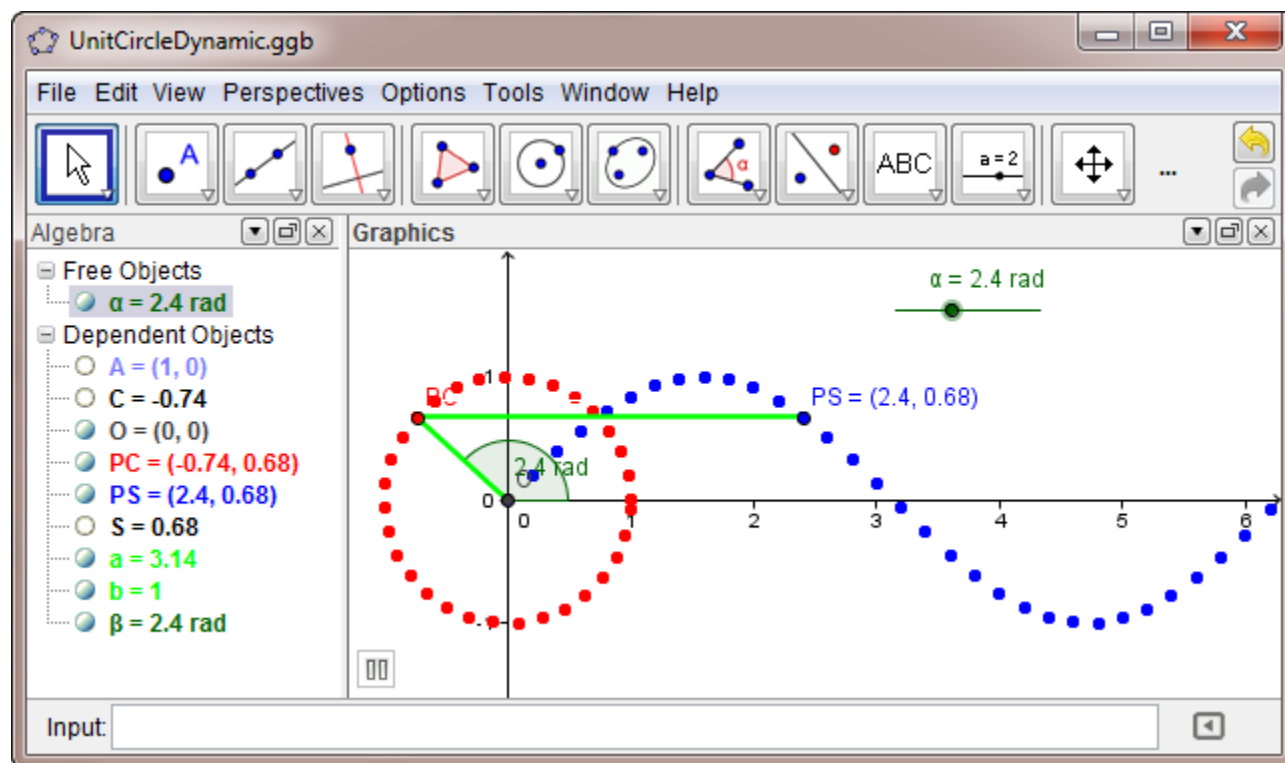 UnitCircleDynamic.ggb
File Edit View Perspectives Options Tools Window Help
A
α
ABC
a = 2
...
Algebra
Graphics
Free Objects
α = 2.4 rad
Dependent Objects
A = (1, 0)
C = -0.74
O = (0, 0)
PC = (-0.74, 0.68)
PS = (2.4, 0.68)
S = 0.68
a = 3.14
b = 1
β = 2.4 rad
α = 2.4 rad
1
PS = (2.4, 0.68)
2.4 rad
O
0
0 1 2 3 4 5 6
-1
Input: